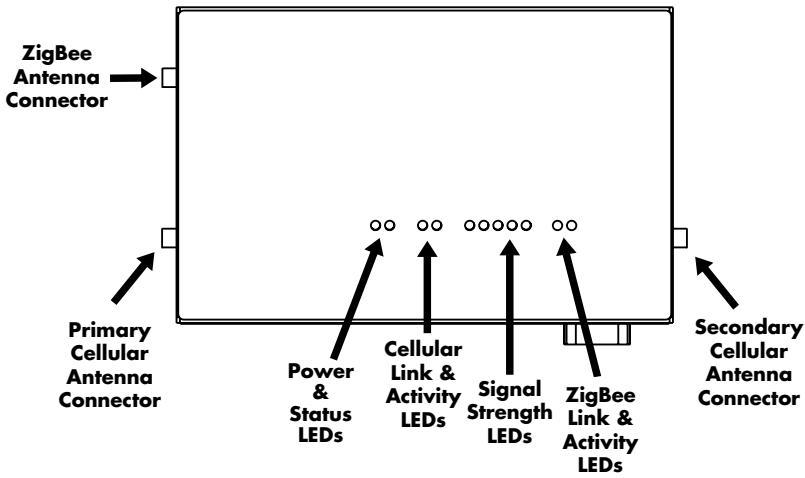 ZigBee
Antenna
Connector
Primary
Cellular
Antenna
Connector
Power
&
Status
LEDs
Cellular
Link &
Activity
LEDs
Signal
Strength
LEDs
ZigBee
Link &
Activity
LEDs
Secondary
Cellular
Antenna
Connector